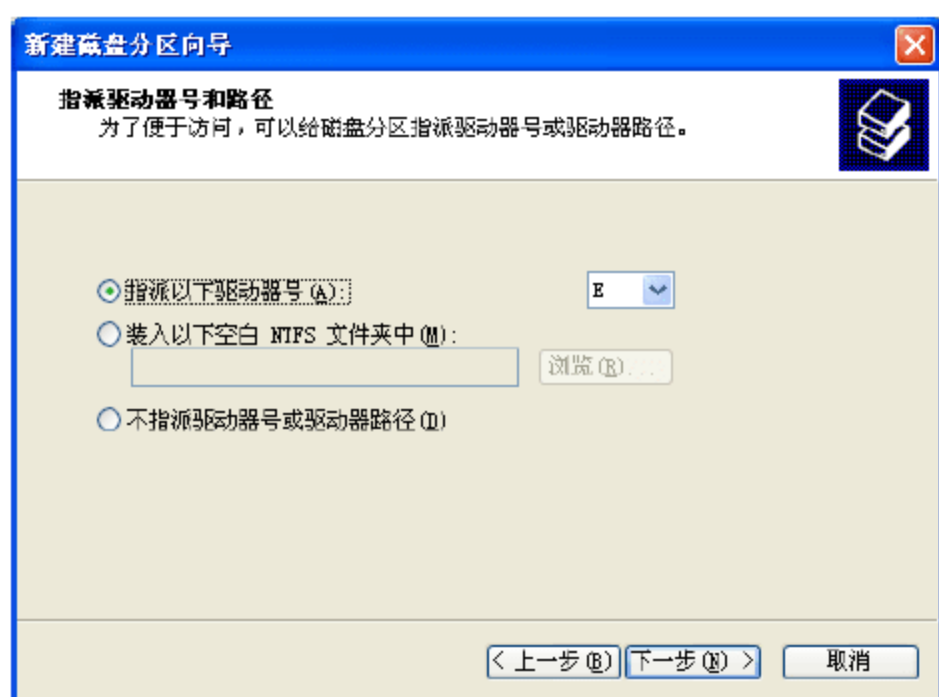 新建磁盘分区向导
指派驱动器号和路径
为了便于访问，可以给磁盘分区指派驱动器号或驱动器路径。
指派以下驱动器号(A): E
装入以下空白 NTFS 文件夹中(M):
浏览(R)....
不指派驱动器号或驱动器路径(D)
< 上一步(B) 下一步(N) > 取消